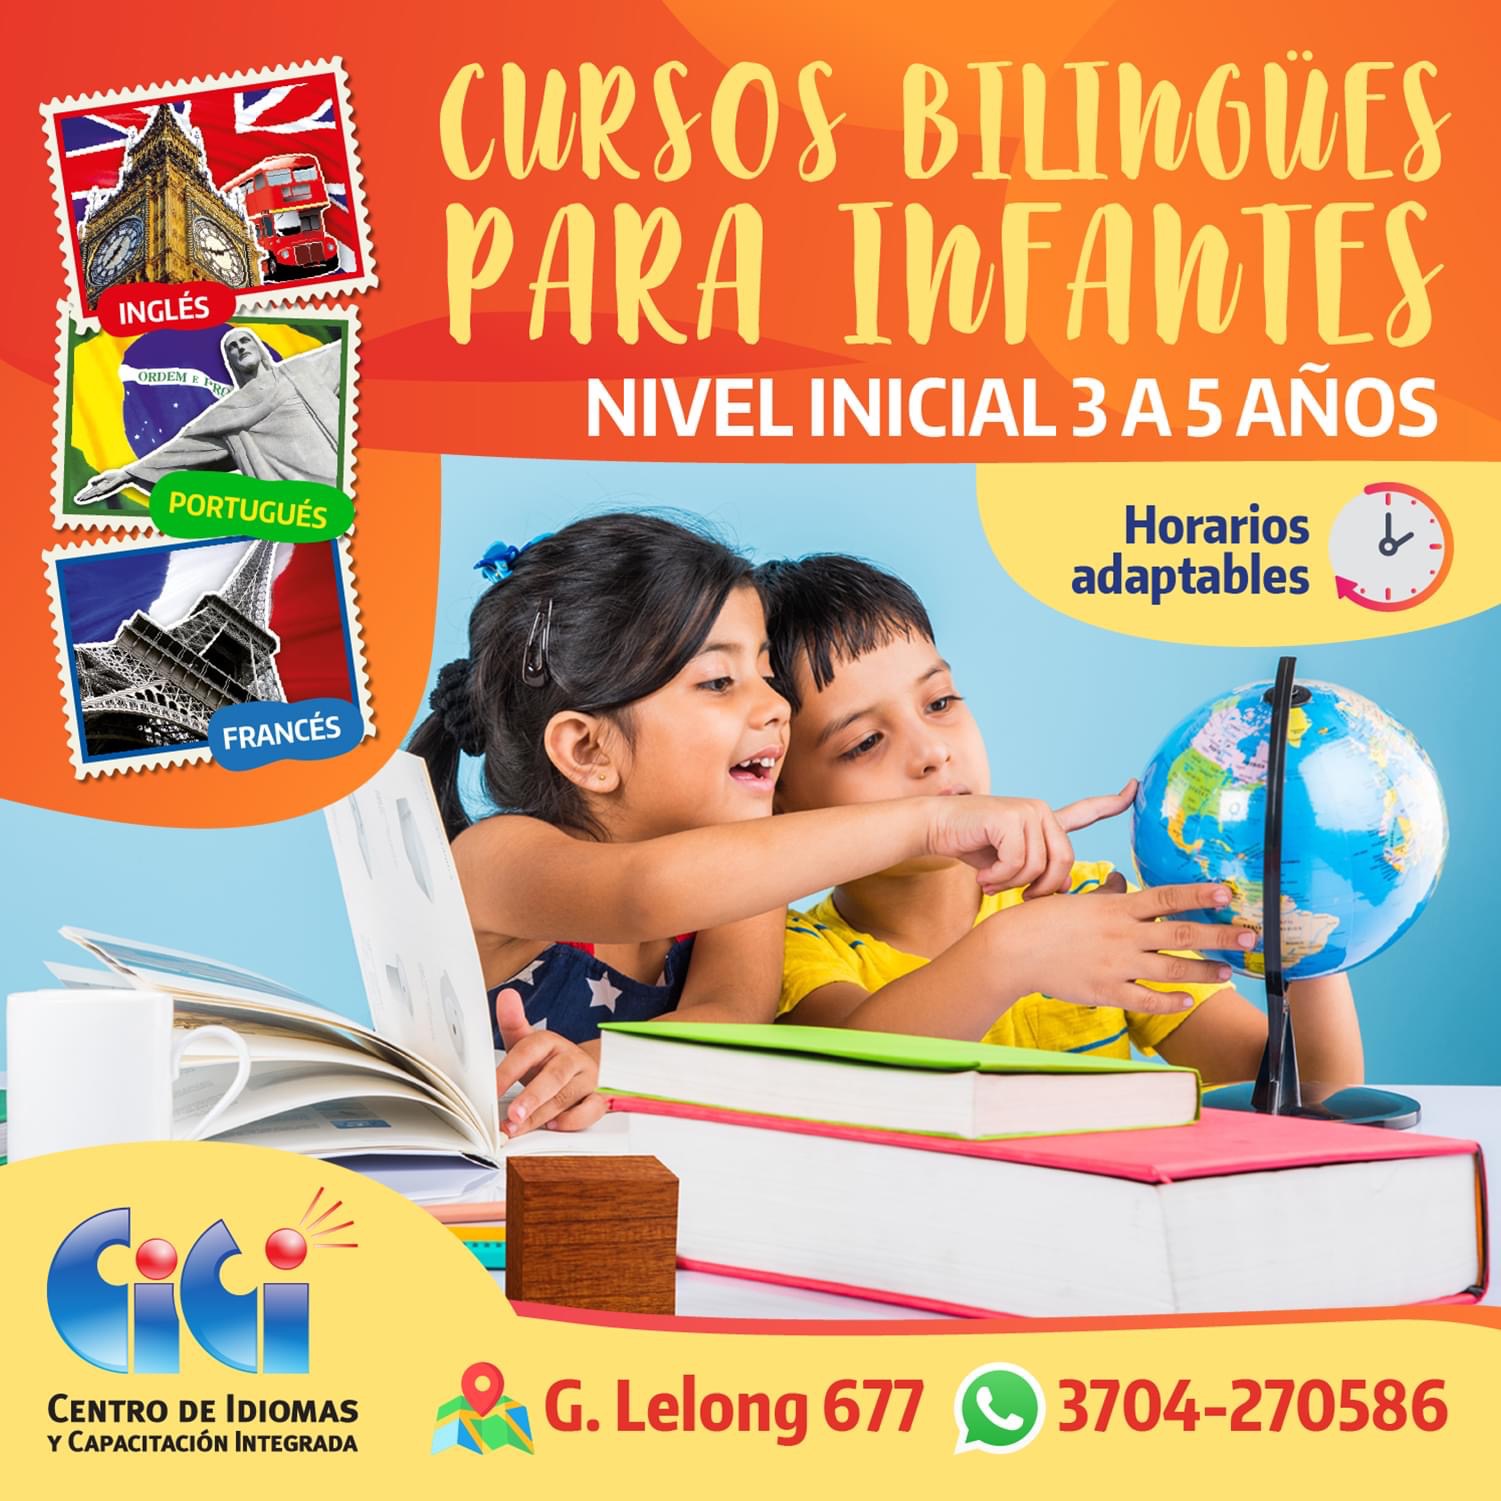 CURSOS BILINGÜES
PARA INFANTES
NIVEL INICIAL 3 A 5 AÑOS
INGLÉS
ORDEM E PRO
PORTUGUÉS
FRANCÉS
Horarios
adaptables
CiCi
CENTRO DE IDIOMAS
Y CAPACITACIÓN INTEGRADA
G. Lelong 677
3704-270586